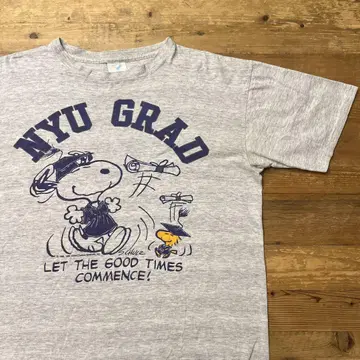 NYU GRAD
LET THE GOOD TIMES
COMMENCE!